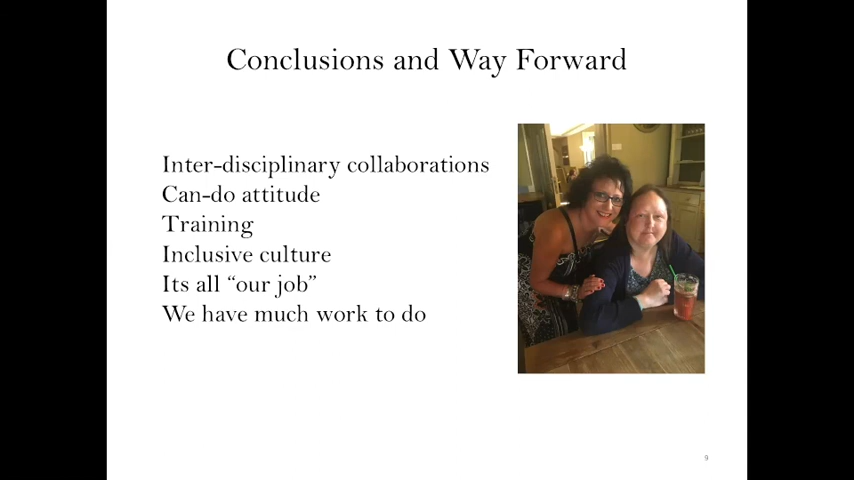 Conclusions and Way Forward
Inter-disciplinary collaborations
Can-do attitude
Training
Inclusive culture
Its all “our job”
We have much work to do
9